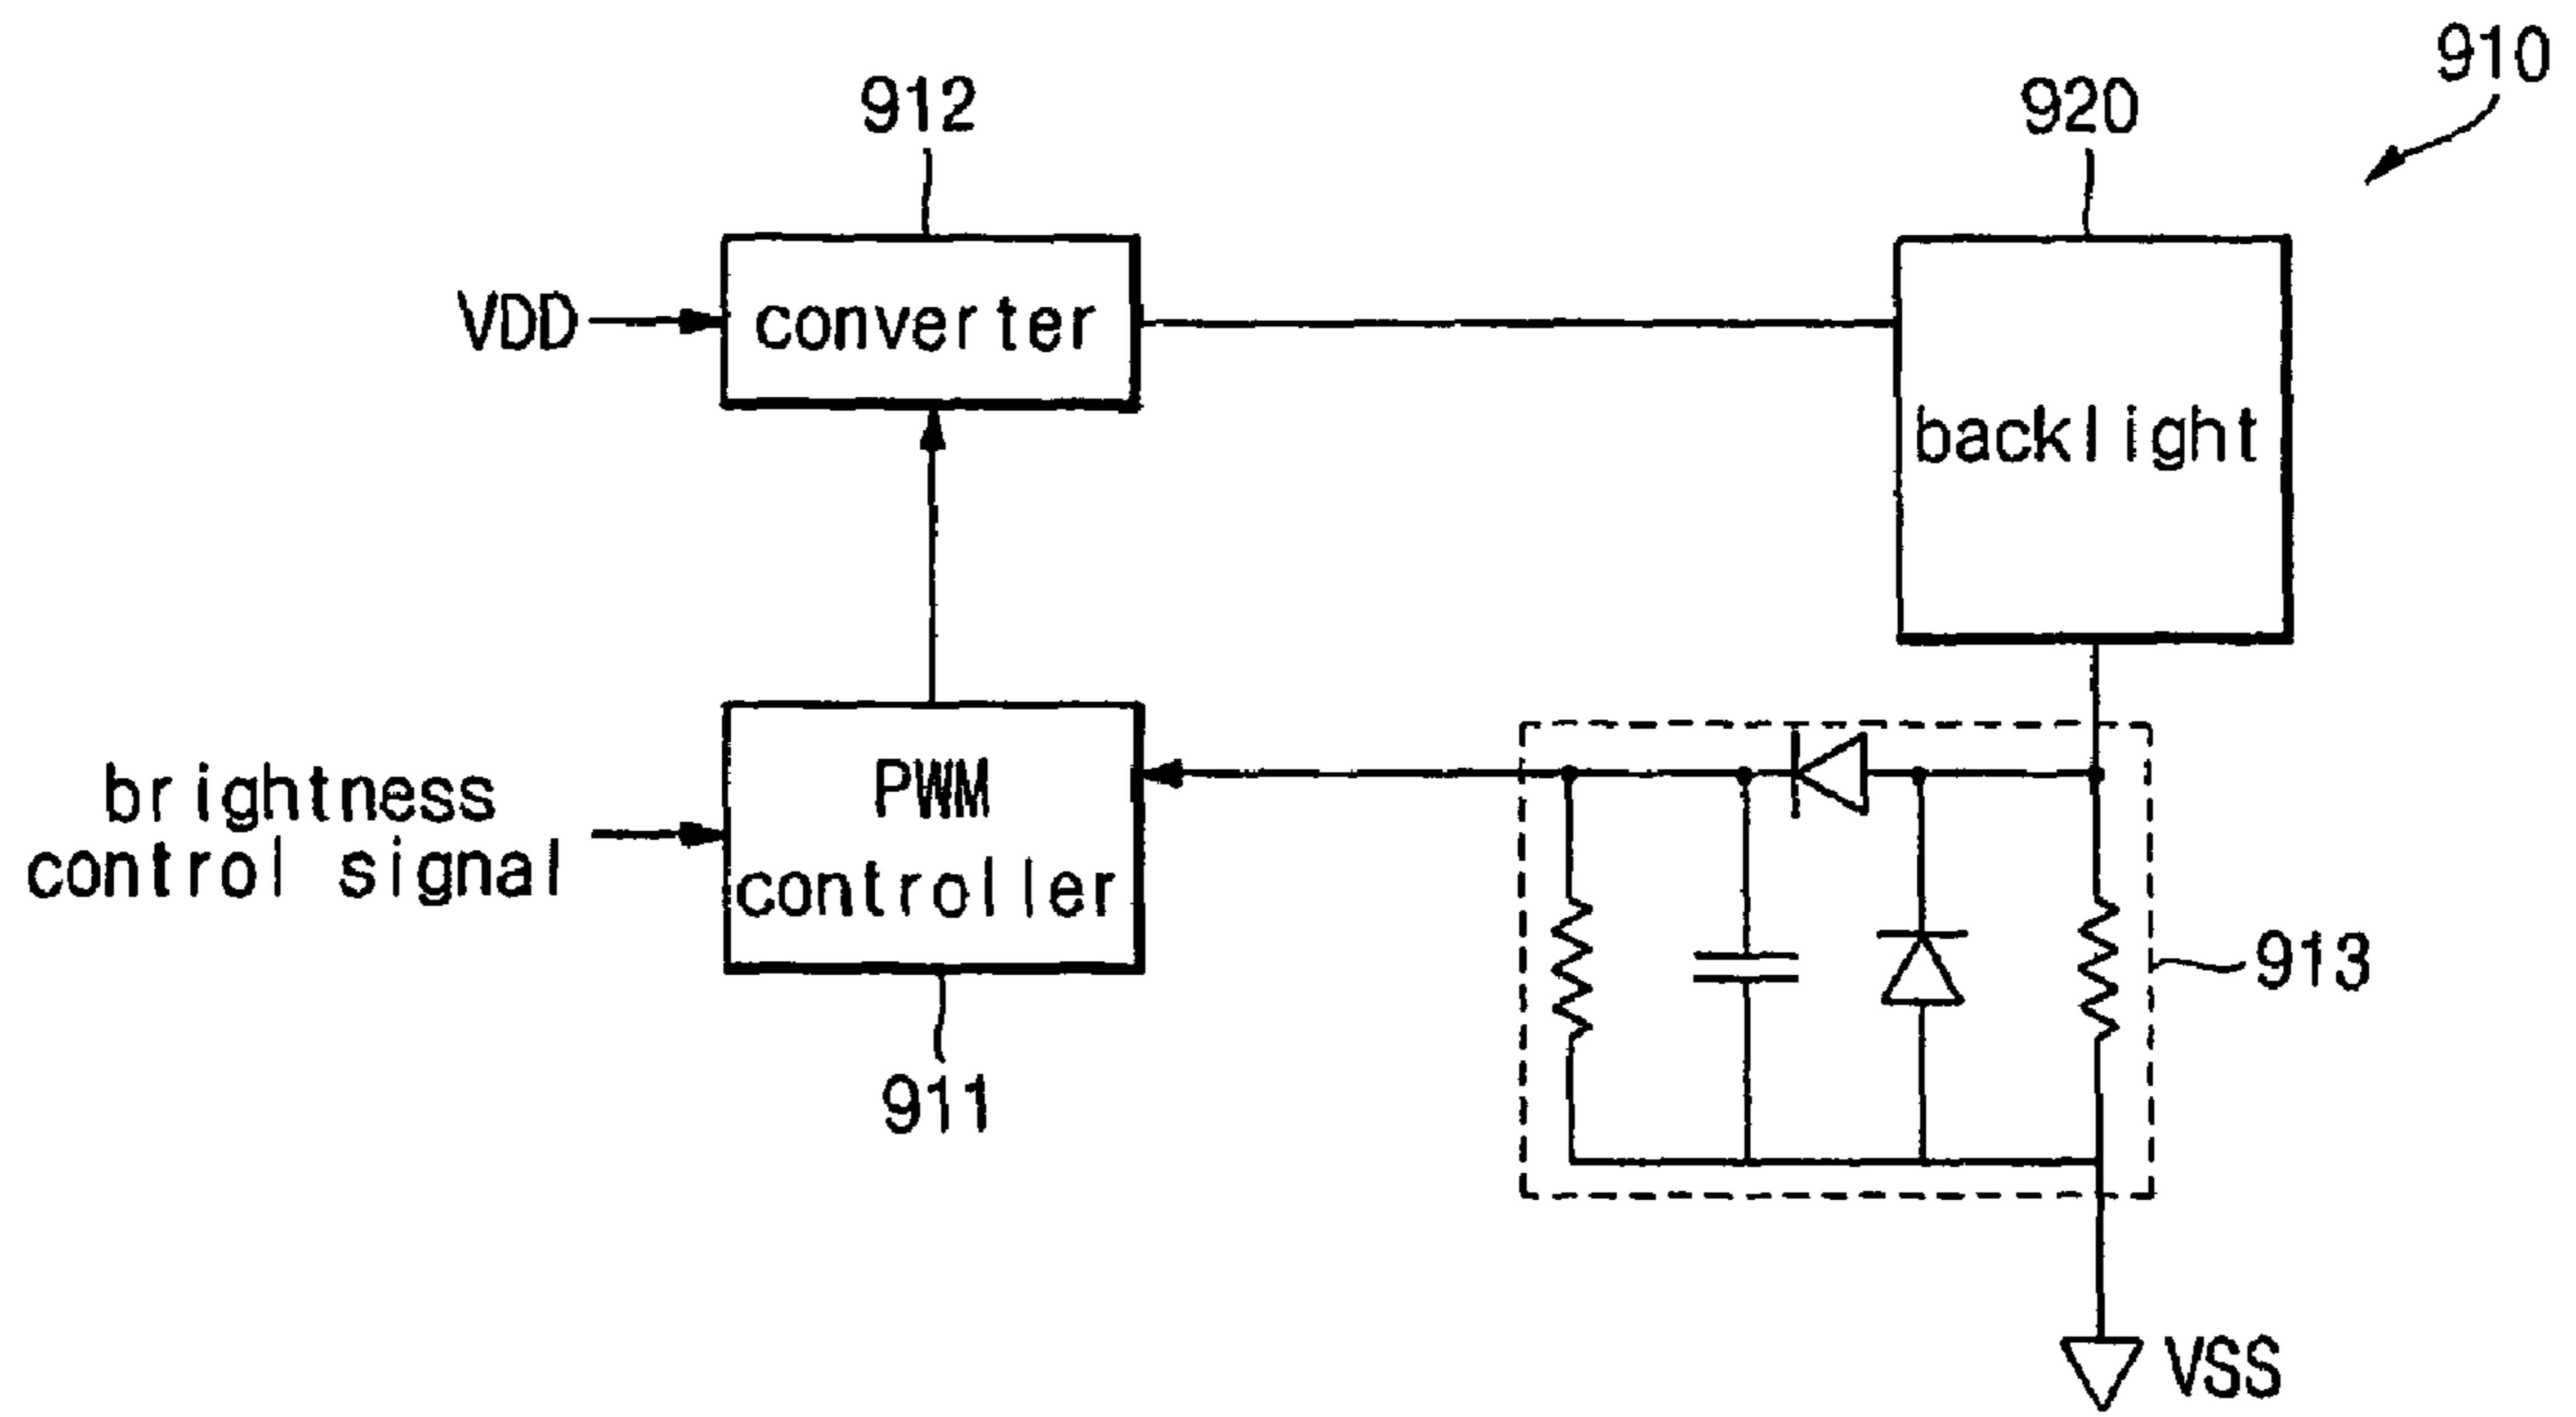 910
912
920
VDD
converter
backlight
brightness
control signal
PWM
controller
913
911
VSS